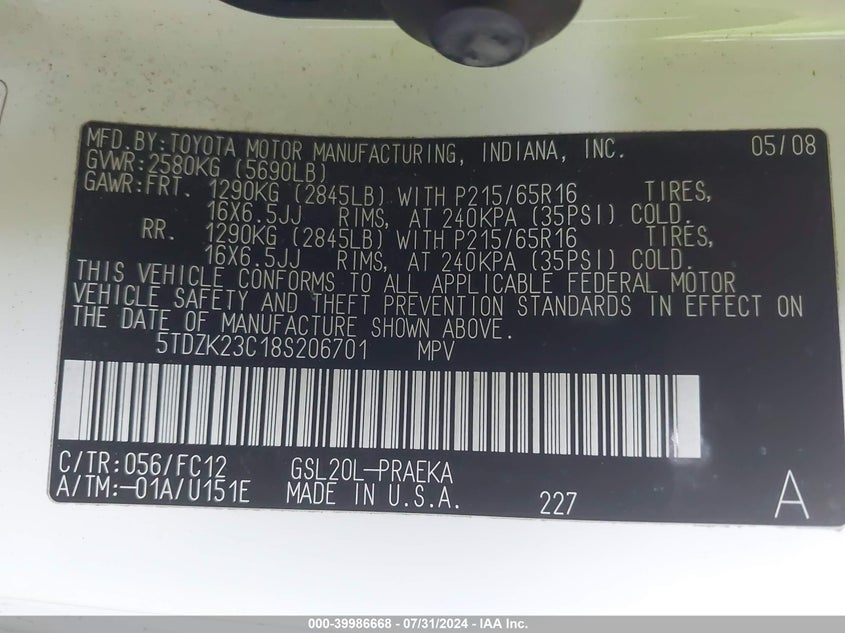 MFD.BY:TOYOTA MOTOR MANUFACTURING, INDIANA, INC. 05/08
GVWR:2580KG (5690LB)
GAWR:FRT. 1290KG (2845LB) WITH P215/65R16 TIRES,
16X6.5JJ RIMS, AT 240KPA (35PSI) COLD.
RR. 1290KG (2845LB) WITH P215/65R16 TIRES,
16X6.5JJ RIMS, AT 240KPA (35PSI) COLD.
THIS VEHICLE CONFORMS TO ALL APPLICABLE FEDERAL MOTOR
VEHICLE SAFETY AND THEFT PREVENTION STANDARDS IN EFFECT ON
THE DATE OF MANUFACTURE SHOWN ABOVE.
5TDZK23C18S206701 MPV
C/TR:056/FC12 GSL20L-PRAEKA
A/TM:-01A/U151E MADE IN U.S.A. 227 A
000-39986668 - 07/31/2024 - IAA Inc.